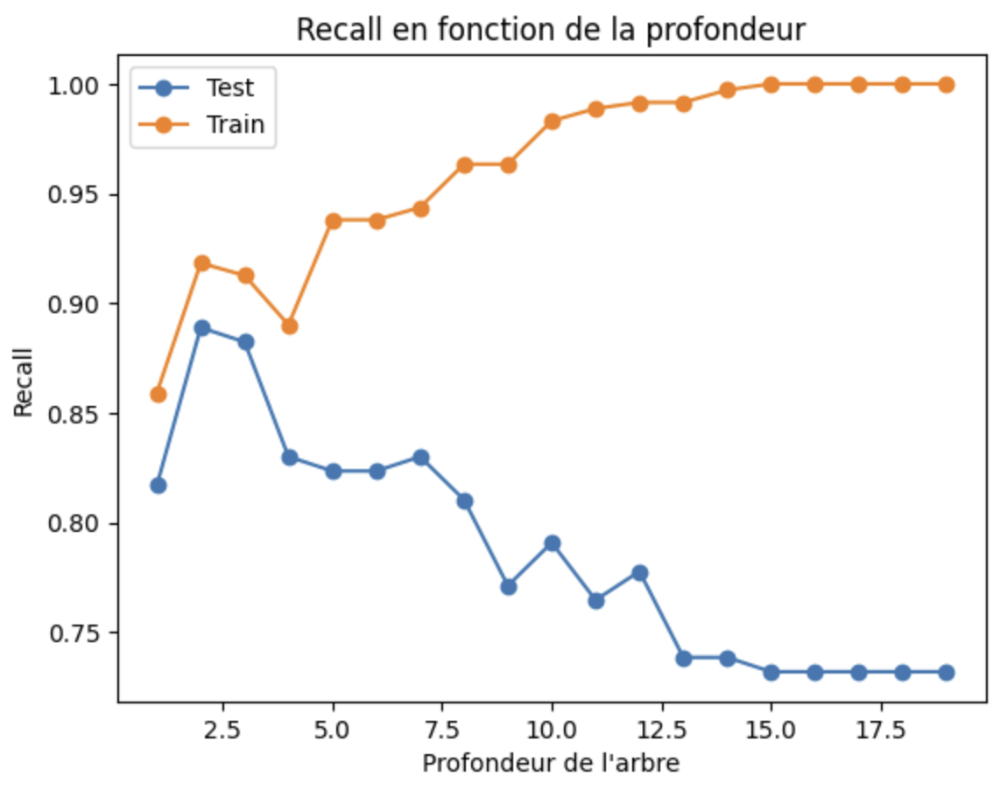 Recall en fonction de la profondeur
Test
Train
1.00
0.95
0.90
0.85
0.80
0.75
Recall
2.5 5.0 7.5 10.0 12.5 15.0 17.5
Profondeur de l'arbre